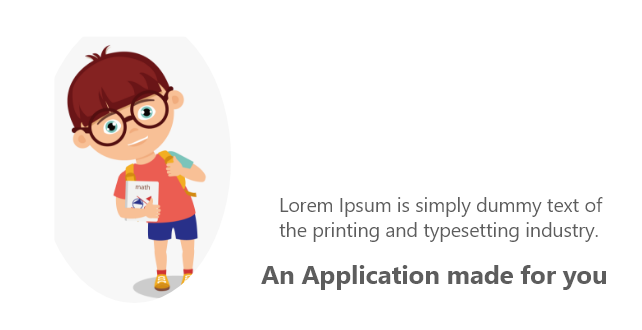 math
Lorem Ipsum is simply dummy text of
the printing and typesetting industry.
An Application made for you